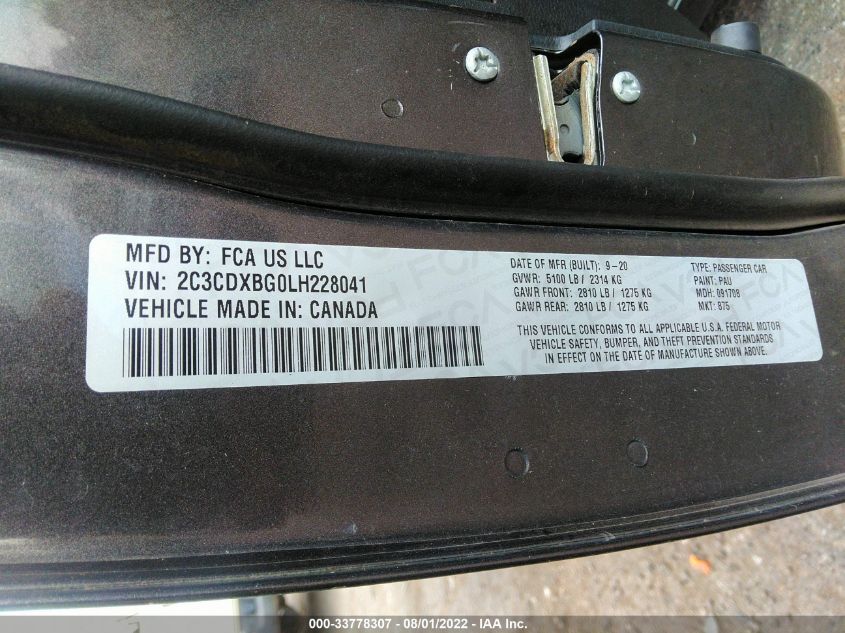 MFD BY: FCA US LLC
VIN: 2C3CDXBG0LH228041
VEHICLE MADE IN: CANADA
DATE OF MFR (BUILT): 9-20
GVWR: 5100 LB / 2314 KG
GAWR FRONT: 2810 LB / 1275 KG
GAWR REAR: 2810 LB / 1275 KG
TYPE: PASSENGER CAR
PAINT: PAU
MDH: 091708
MKT: 875
THIS VEHICLE CONFORMS TO ALL APPLICABLE U.S.A. FEDERAL MOTOR
VEHICLE SAFETY, BUMPER, AND THEFT PREVENTION STANDARDS
IN EFFECT ON THE DATE OF MANUFACTURE SHOWN ABOVE.
000-33778307 - 08/01/2022 - IAA Inc.